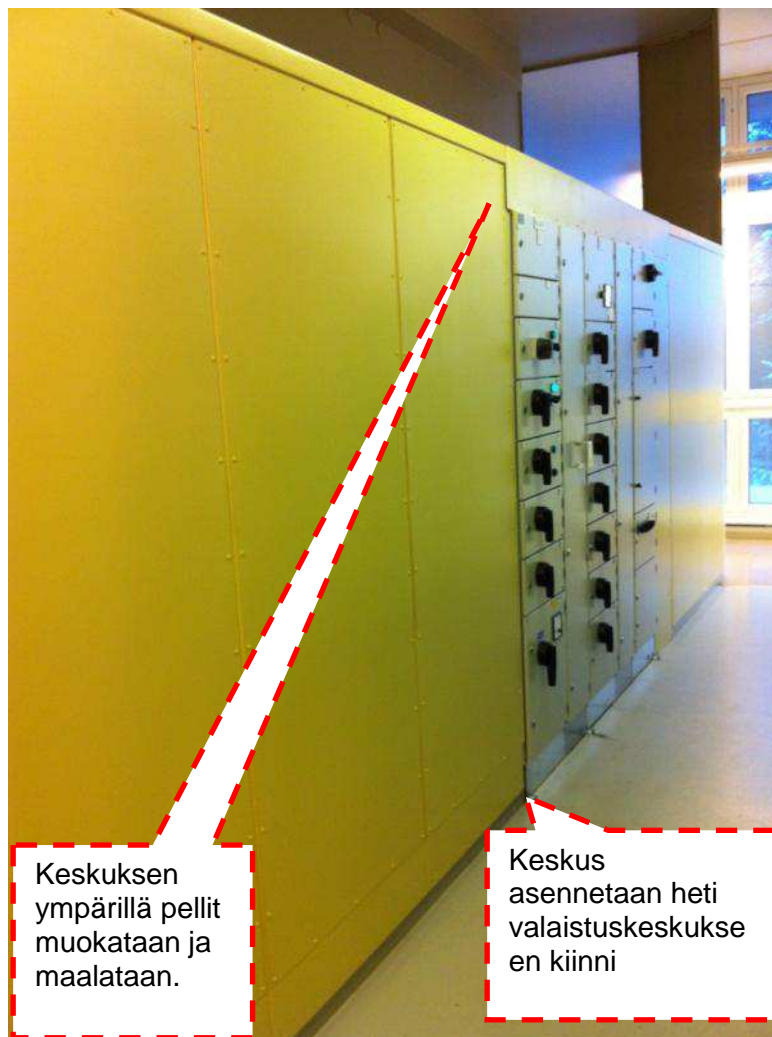 Keskuksen
ympärillä pellit
muokataan ja
maalataan.
Keskus
asennetaan heti
valaistuskeskukse
en kiinni